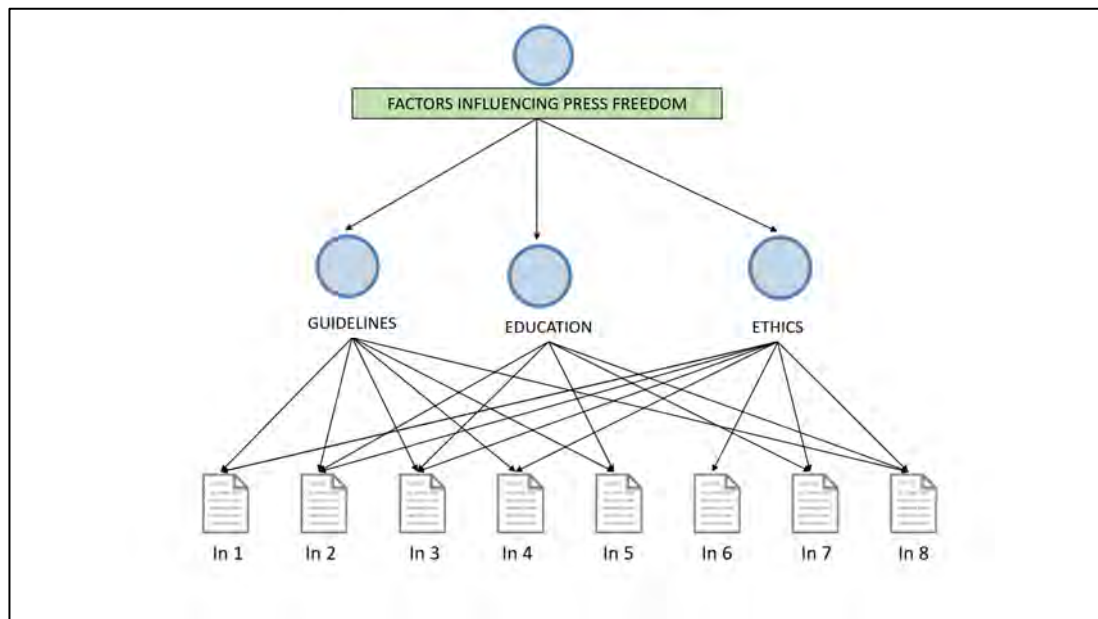 FACTORS INFLUENCING PRESS FREEDOM
GUIDELINES
EDUCATION
ETHICS
In 1
In 2
In 3
In 4
In 5
In 6
In 7
In 8